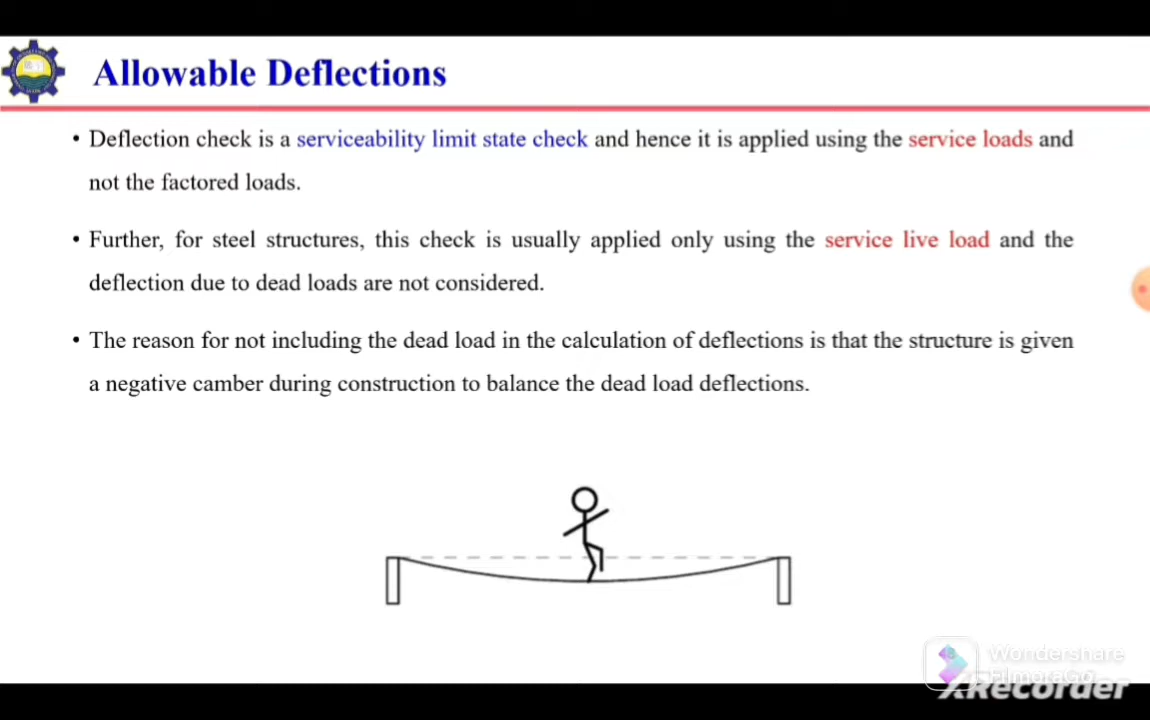 Allowable Deflections
• Deflection check is a serviceability limit state check and hence it is applied using the service loads and
not the factored loads.
• Further, for steel structures, this check is usually applied only using the service live load and the
deflection due to dead loads are not considered.
• The reason for not including the dead load in the calculation of deflections is that the structure is given
a negative camber during construction to balance the dead load deflections.
Wondershare
FilmoraGo
XRecorder